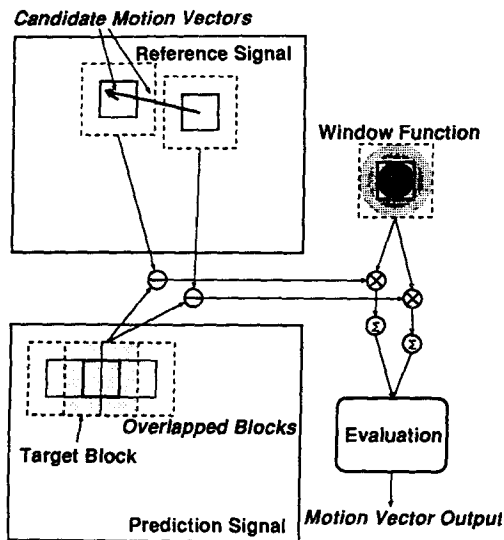 Candidate Motion Vectors
Reference Signal
Window Function
Σ
Σ
Overlapped Blocks
Target Block
Evaluation
Prediction Signal
Motion Vector Output